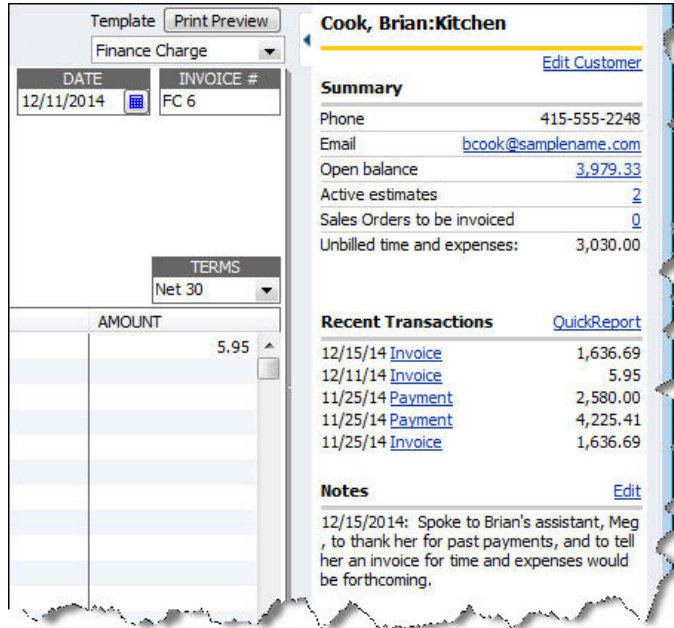 Template Print Preview
Finance Charge
DATE INVOICE #
12/11/2014 FC 6
TERMS
Net 30
AMOUNT
5.95
Cook, Brian:Kitchen
Edit Customer
Summary
Phone 415-555-2248
Email bcook@samplename.com
Open balance 3,979.33
Active estimates 2
Sales Orders to be invoiced 0
Unbilled time and expenses: 3,030.00
Recent Transactions QuickReport
12/15/14 Invoice 1,636.69
12/11/14 Invoice 5.95
11/25/14 Payment 2,580.00
11/25/14 Payment 4,225.41
11/25/14 Invoice 1,636.69
Notes Edit
12/15/2014: Spoke to Brian's assistant, Meg
, to thank her for past payments, and to tell
her an invoice for time and expenses would
be forthcoming.